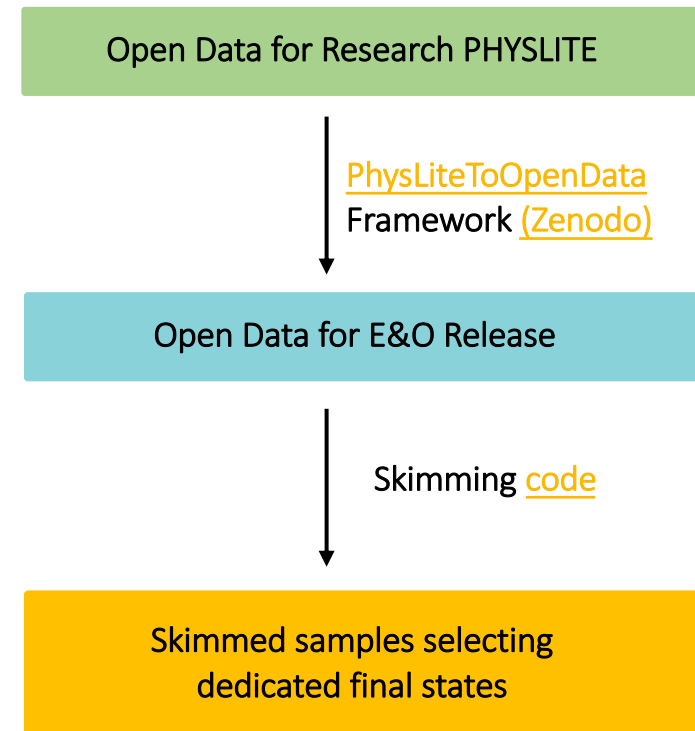 Open Data for Research PHYSLITE
PhysLiteToOpenData
Framework (Zenodo)
Open Data for E&O Release
Skimming code
Skimmed samples selecting
dedicated final states